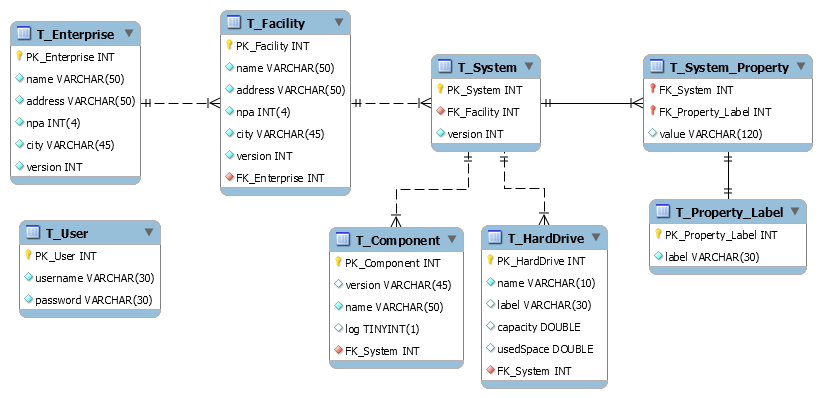 T_Enterprise
PK_Enterprise INT
name VARCHAR(50)
address VARCHAR(50)
npa INT(4)
city VARCHAR(45)
version INT
T_Facility
PK_Facility INT
name VARCHAR(50)
address VARCHAR(50)
npa INT(4)
city VARCHAR(45)
version INT
FK_Enterprise INT
T_System
PK_System INT
FK_Facility INT
version INT
T_System_Property
FK_System INT
FK_Property_Label INT
value VARCHAR(120)
T_User
PK_User INT
username VARCHAR(30)
password VARCHAR(30)
T_Component
PK_Component INT
version VARCHAR(45)
name VARCHAR(50)
log TINYINT(1)
FK_System INT
T_HardDrive
PK_HardDrive INT
name VARCHAR(10)
label VARCHAR(30)
capacity DOUBLE
usedSpace DOUBLE
FK_System INT
T_Property_Label
PK_Property_Label INT
label VARCHAR(30)